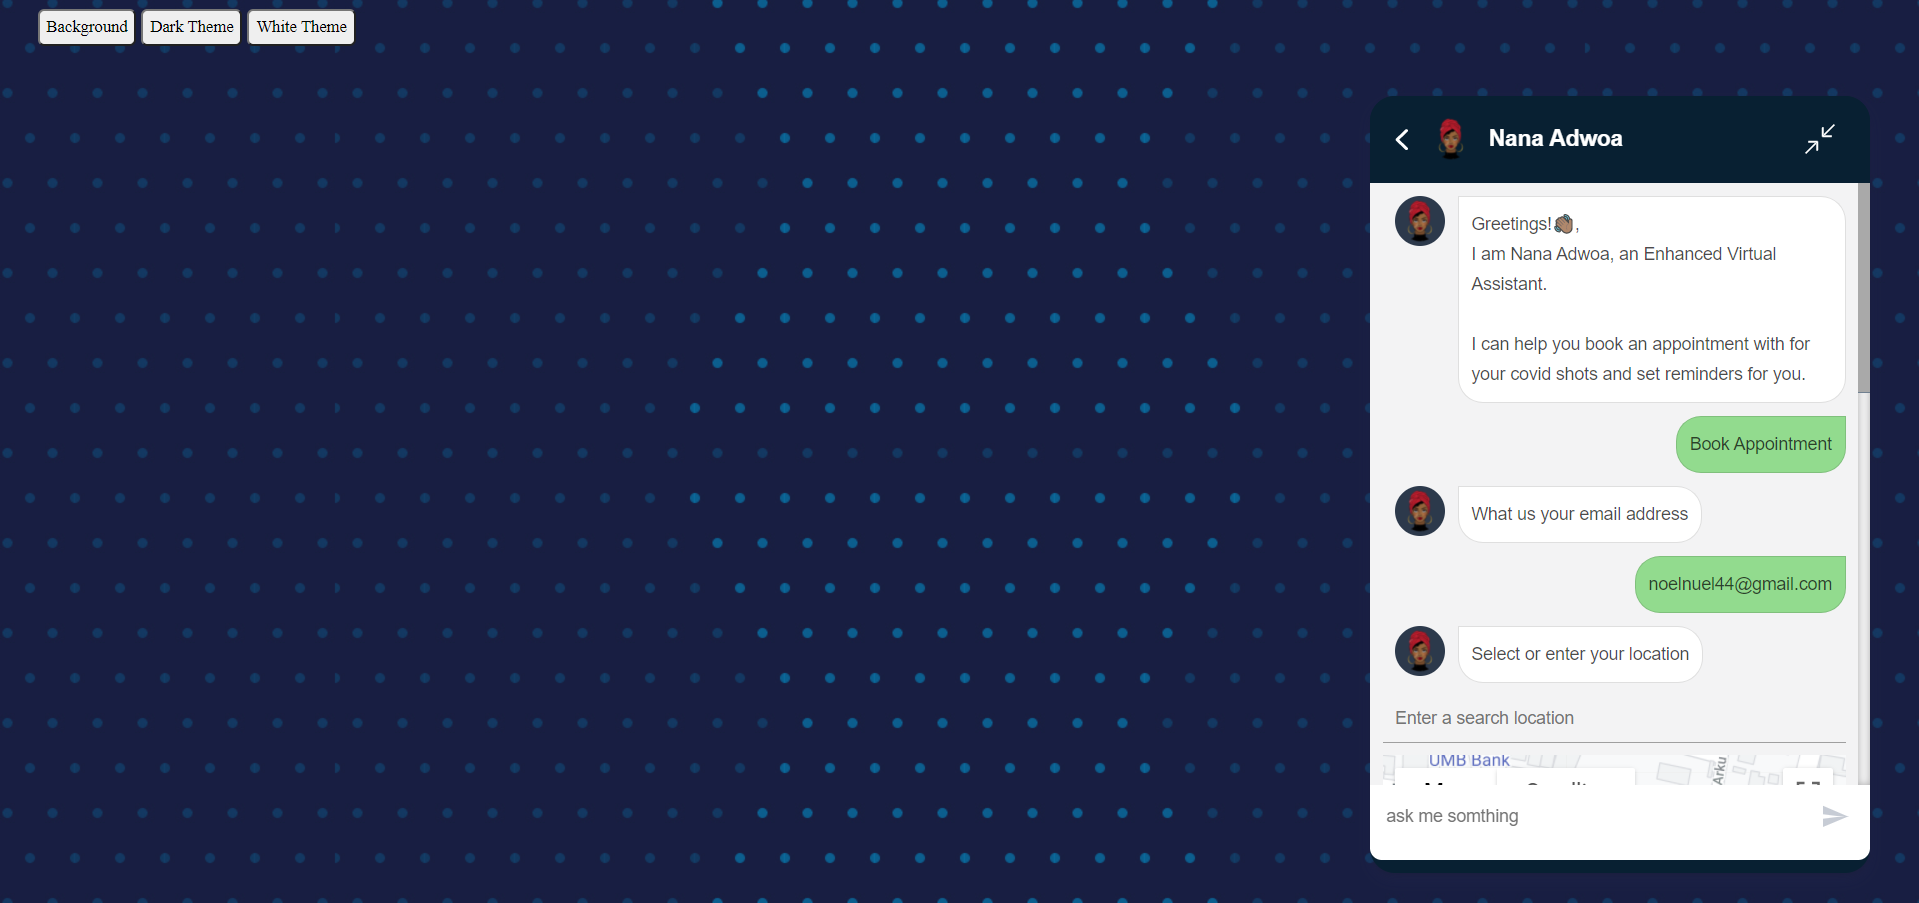 Background
Dark Theme
White Theme
Nana Adwoa
Greetings!👋🏽,
I am Nana Adwoa, an Enhanced Virtual
Assistant.
I can help you book an appointment with for
your covid shots and set reminders for you.
Book Appointment
What us your email address
noelnuel44@gmail.com
Select or enter your location
Enter a search location
UMB Bank
Arku
ask me somthing